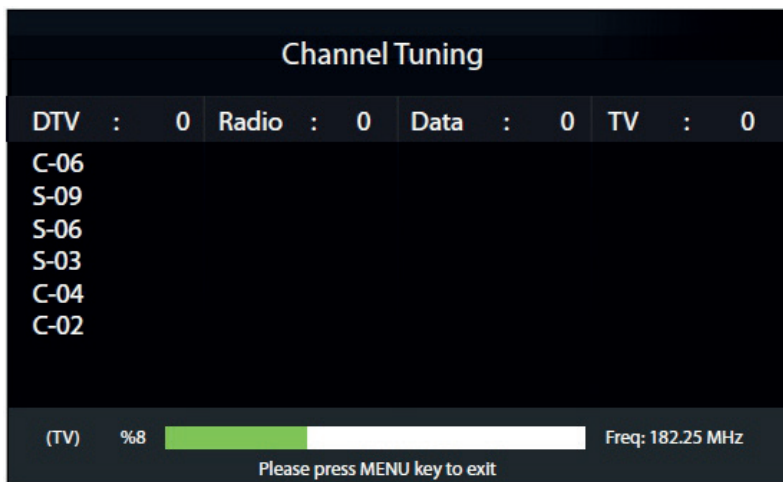 Channel Tuning
DTV : 0 Radio : 0 Data : 0 TV : 0
C-06
S-09
S-06
S-03
C-04
C-02
(TV) %8 Freq: 182.25 MHz
Please press MENU key to exit